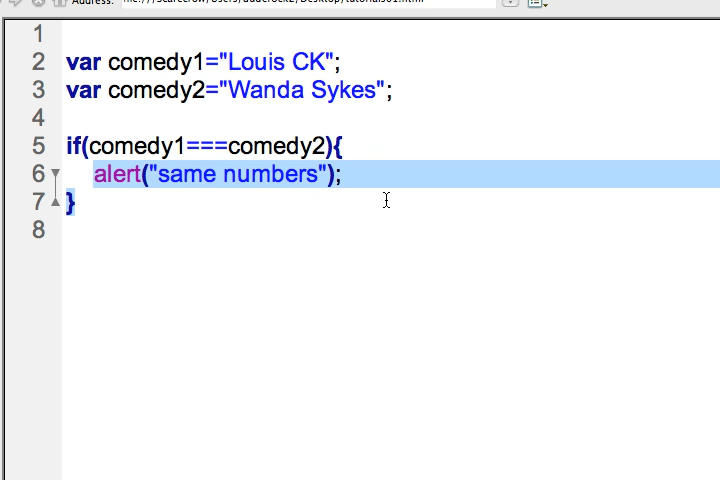 Address:
1
2 var comedy1="Louis CK";
3 var comedy2="Wanda Sykes";
4
5 if(comedy1===comedy2){
6 alert("same numbers");
7 }
8